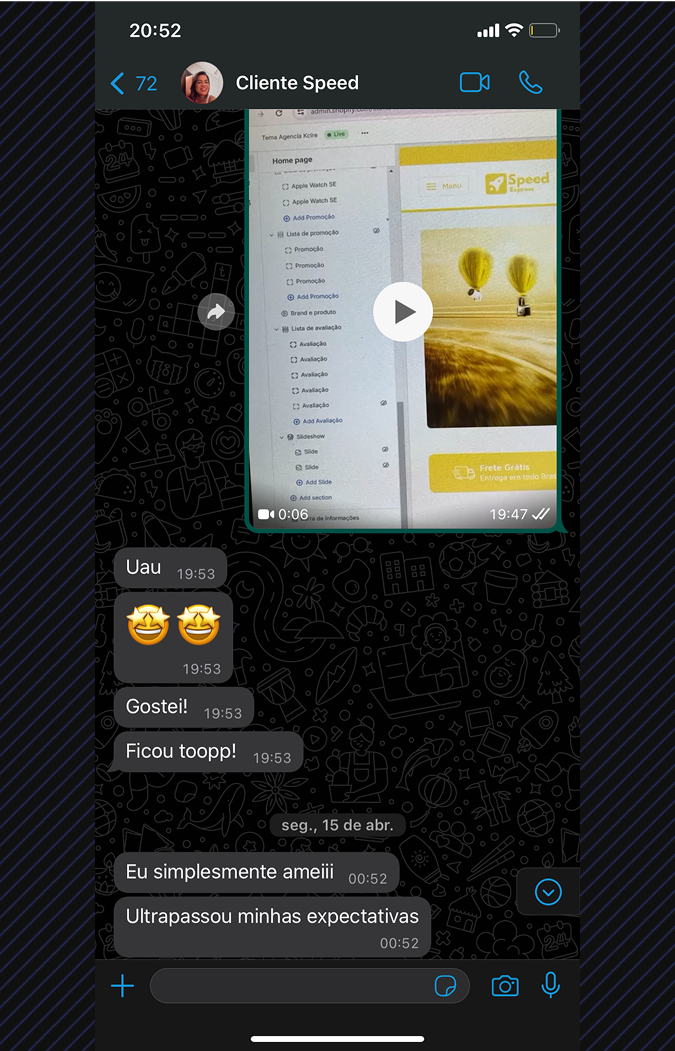 20:52
72
Cliente Speed
admin.shopify.com
Tema Agencia Xcire
Live
Home page
Apple Watch SE
Apple Watch SE
Add Promoção
Lista de promoção
Promoção
Promoção
Promoção
Add Promoção
Brand e produto
Lista de avaliação
Avaliação
Avaliação
Avaliação
Avaliação
Avaliação
Add Avaliação
Slideshow
Slide
Slide
Add Slide
Add section
de Informações
Menu
Speed
Express
Frete Grátis
Entrega em todo Bras
0:06
19:47
Uau
19:53
🤩🤩
19:53
Gostei!
19:53
Ficou toopp!
19:53
seg., 15 de abr.
Eu simplesmente ameiii
00:52
Ultrapassou minhas expectativas
00:52